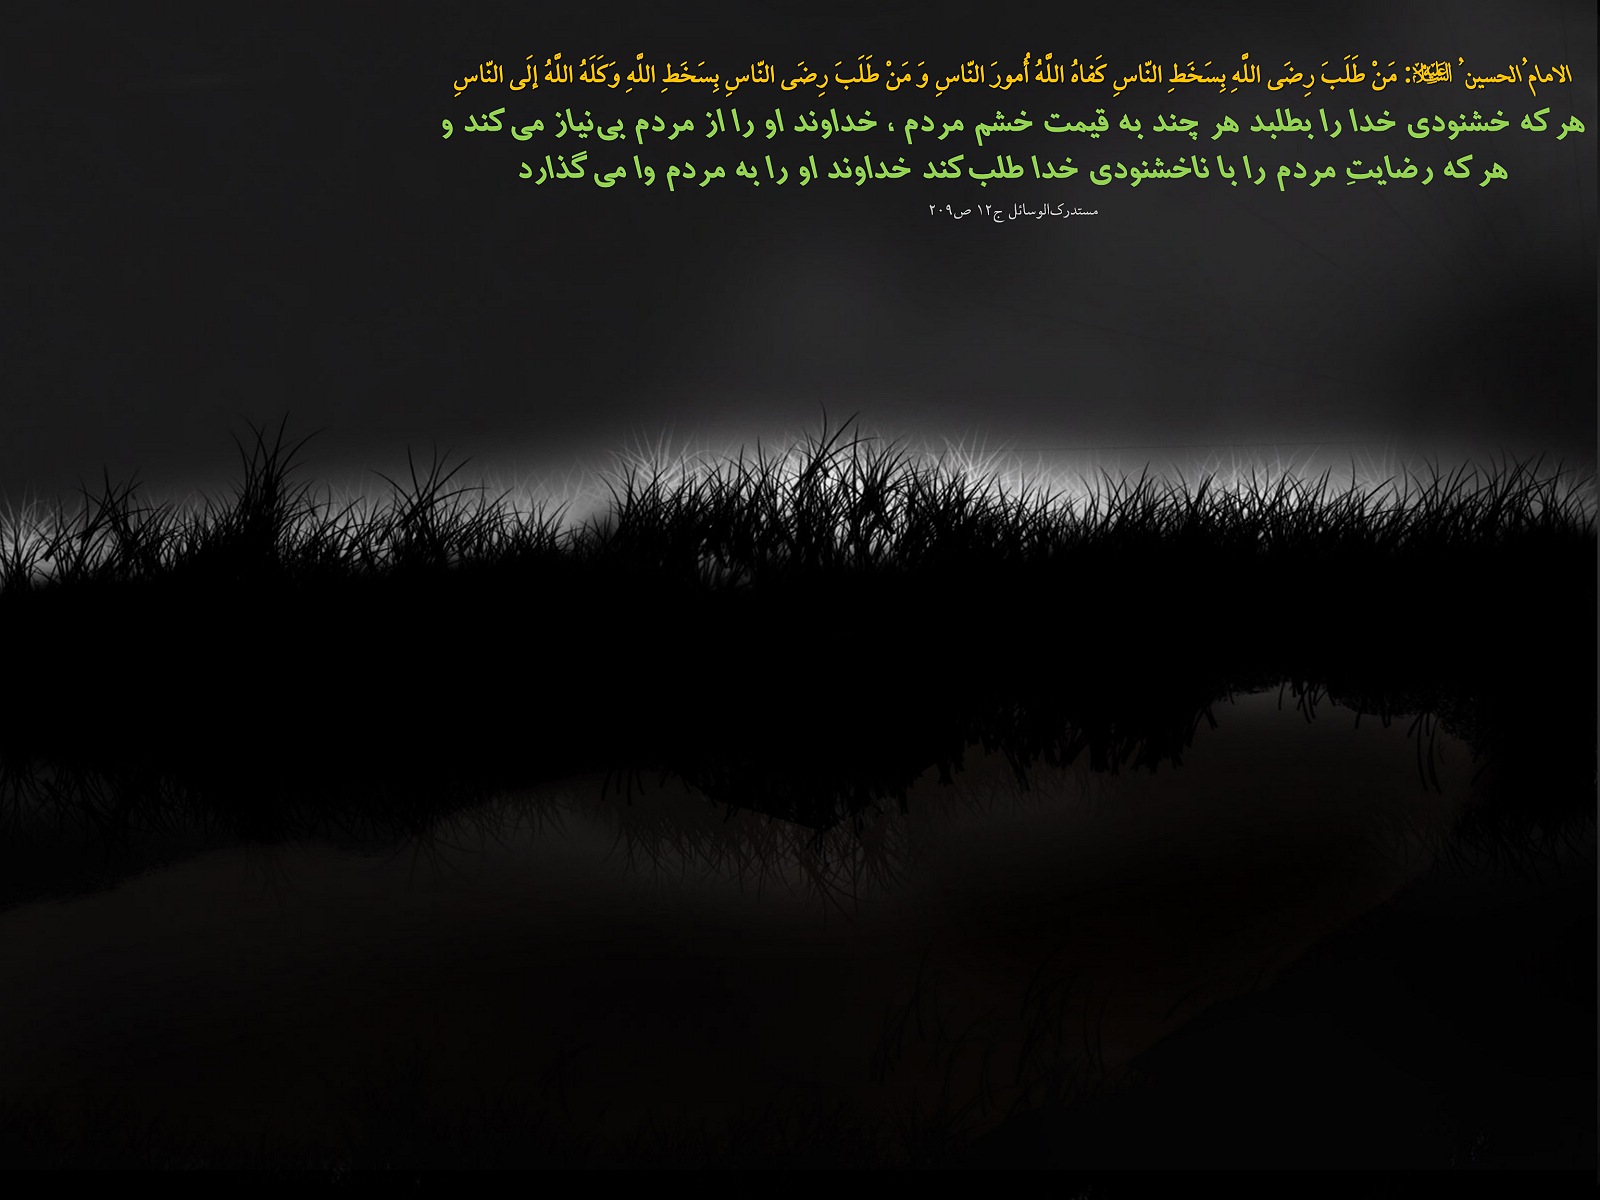 الامامُ الحسینُ علیه‌السلام: مَنْ طَلَبَ رِضَی اللَّهِ بِسَخَطِ النّاسِ کَفاهُ اللَّهُ أُمورَ النّاسِ وَ مَنْ طَلَبَ رِضَی النّاسِ بِسَخَطِ اللَّهِ وَکَلَهُ اللَّهُ إلَی النّاسِ
هر که خشنودی خدا را بطلبد هر چند به قیمت خشم مردم ، خداوند او را از مردم بی‌نیاز می کند و
هر که رضایتِ مردم را با ناخشنودی خدا طلب کند خداوند او را به مردم وا می گذارد
مستدرک‌الوسائل ج۱۲ ص۲۰۹